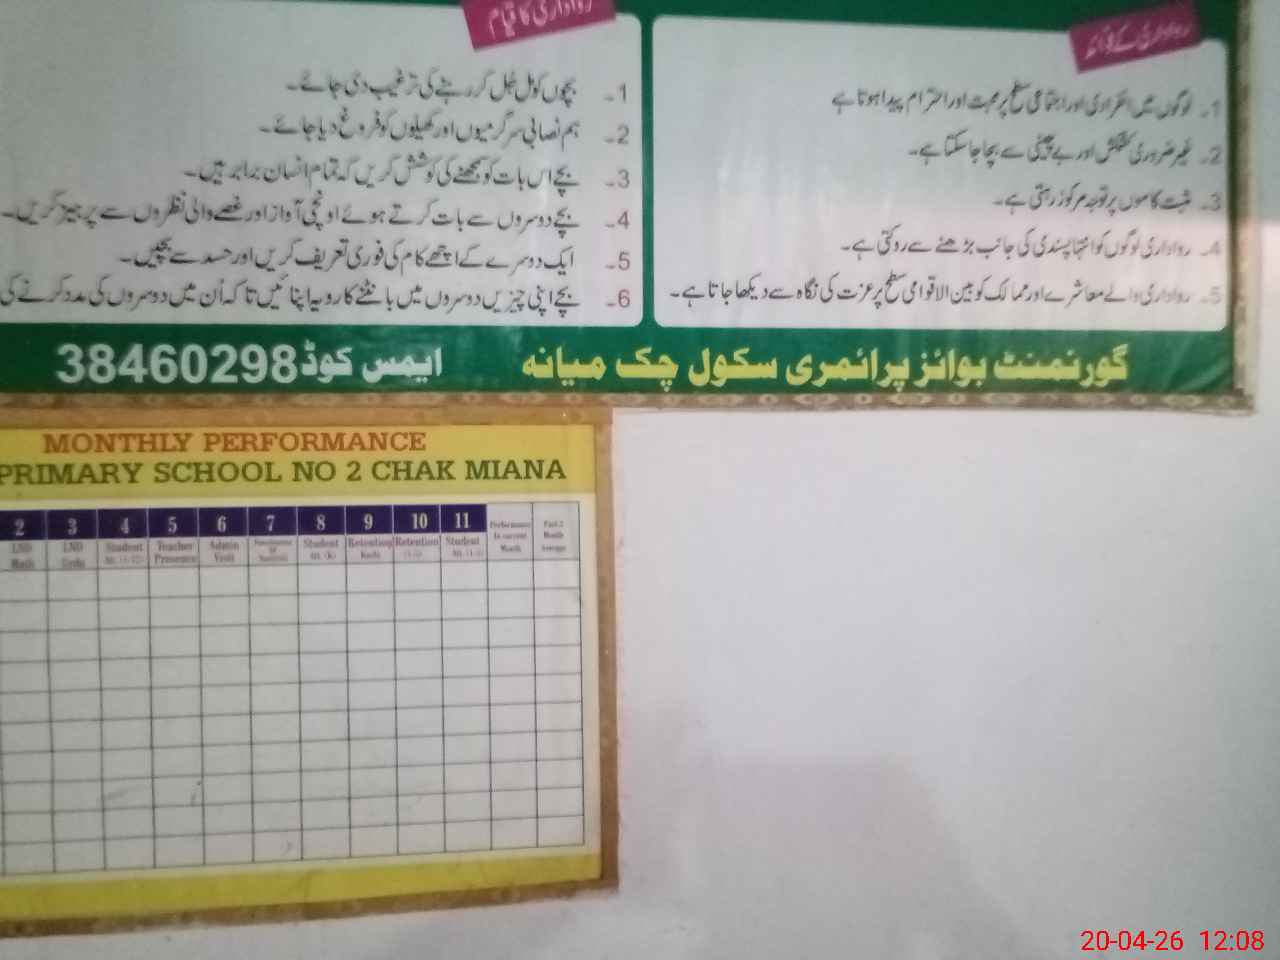 رواداری کے فوائد
1۔ لوگوں میں انفرادی اور اجتماعی سطح پر محبت اور احترام پیدا ہوتا ہے
2۔ غیر ضروری کشمکش اور بے چینی سے بچا جا سکتا ہے۔
3۔ مثبت کاموں پر توجہ مرکوز رہتی ہے۔
4۔ رواداری لوگوں کو انتہا پسندی کی جانب بڑھنے سے روکتی ہے۔
5۔ رواداری والے معاشرے اور ممالک کو بین الاقوامی سطح پر عزت کی نگاہ سے دیکھا جاتا ہے۔
رواداری کا قیام
1۔ بچوں کو مل جل کر رہنے کی ترغیب دی جائے۔
2۔ ہم نصابی سرگرمیوں اور کھیلوں کو فروغ دیا جائے۔
3۔ بچے اس بات کو سمجھنے کی کوشش کریں کہ تمام انسان برابر ہیں۔
4۔ بچے دوسروں سے بات کرتے ہوئے اونچی آواز اور غصے والی نظروں سے پرہیز کریں۔
5۔ ایک دوسرے کے اچھے کام کی فوری تعریف کریں اور حسد سے بچیں۔
6۔ بچے اپنی چیزیں دوسروں میں بانٹنے کا رویہ اپنائیں تاکہ اُن میں دوسروں کی مدد کرنے کی
گورنمنٹ بوائز پرائمری سکول چک میانہ ایمس کوڈ 38460298
MONTHLY PERFORMANCE
PRIMARY SCHOOL NO 2 CHAK MIANA
2 3 4 5 6 7 8 9 10 11
LND Math
LND Urdu
Student
Teacher Presence
Admin Visit
Student Att. (K)
Retention Kachi
Retention
Student
Performance In current Month
Past 3 Month Average
20-04-26 12:08